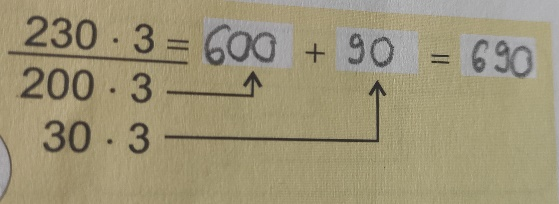 230 · 3 = 600 + 90 = 690
200 · 3
30 · 3